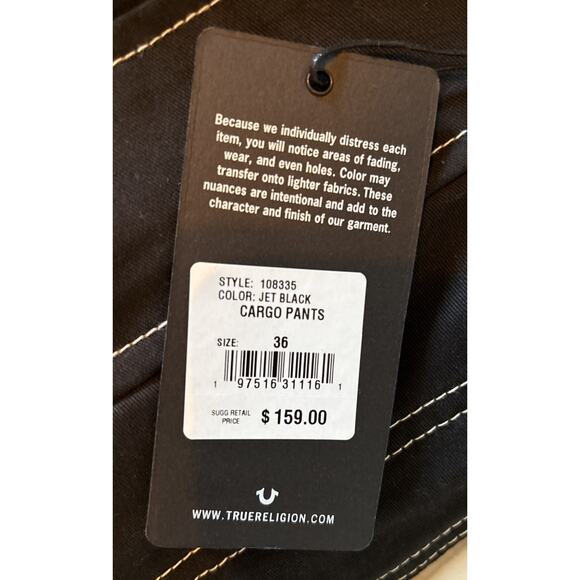 Because we individually distress each
item, you will notice areas of fading,
wear, and even holes. Color may
transfer onto lighter fabrics. These
nuances are intentional and add to the
character and finish of our garment.
STYLE: 108335
COLOR: JET BLACK
CARGO PANTS
SIZE: 36
1 97516 31116 1
SUGG RETAIL
PRICE $ 159.00
WWW.TRUERELIGION.COM